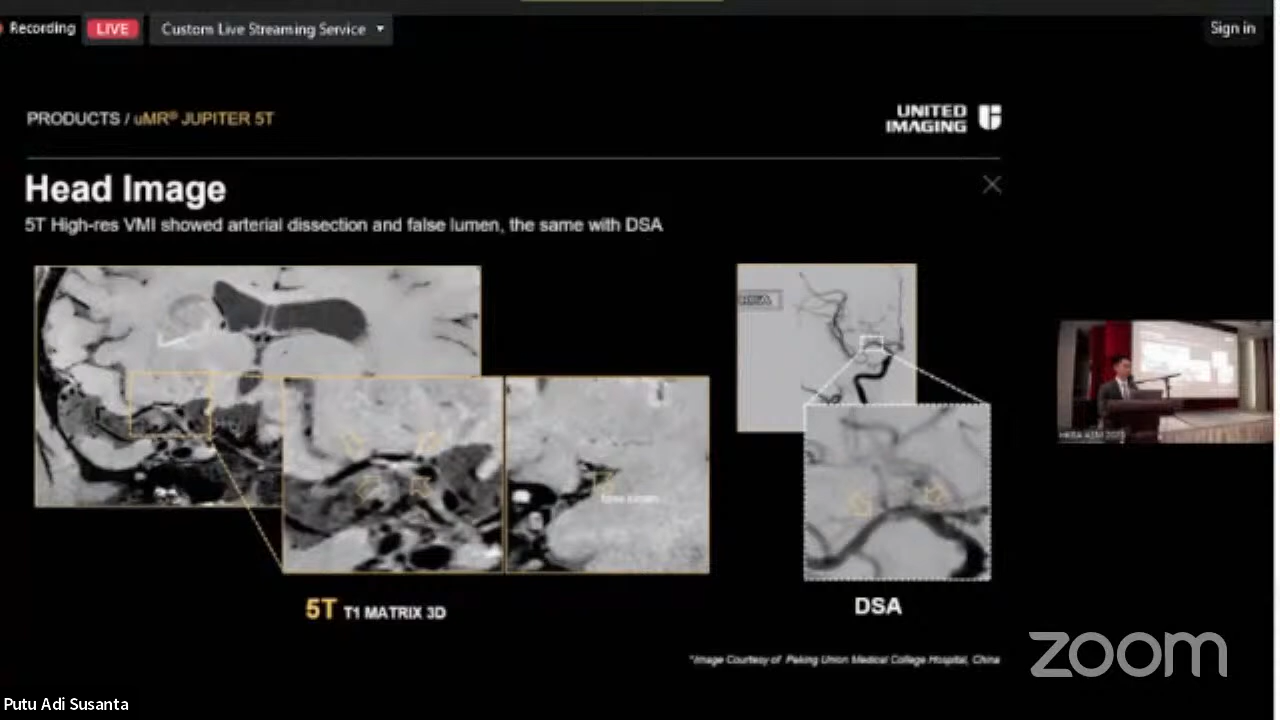 Recording LIVE Custom Live Streaming Service Sign in
PRODUCTS / uMR® JUPITER 5T
UNITED
IMAGING
Head Image
5T High-res VMI showed arterial dissection and false lumen, the same with DSA
false lumen
5T T1 MATRIX 3D
DSA
*Image Courtesy of Peking Union Medical College Hospital, China
zoom
Putu Adi Susanta